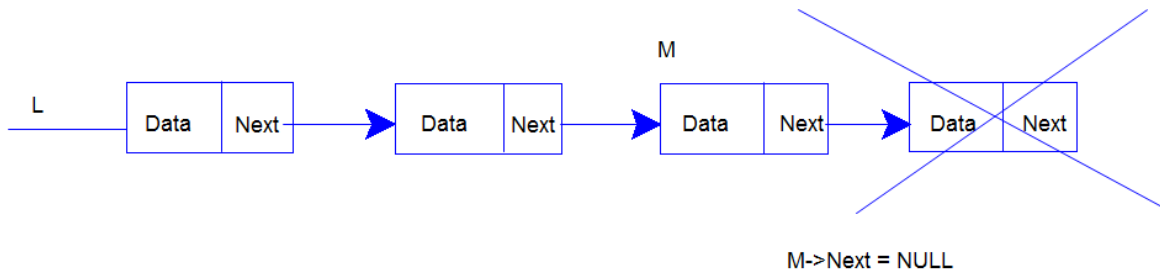 M
L
Data Next Data Next Data Next Data Next
M->Next = NULL